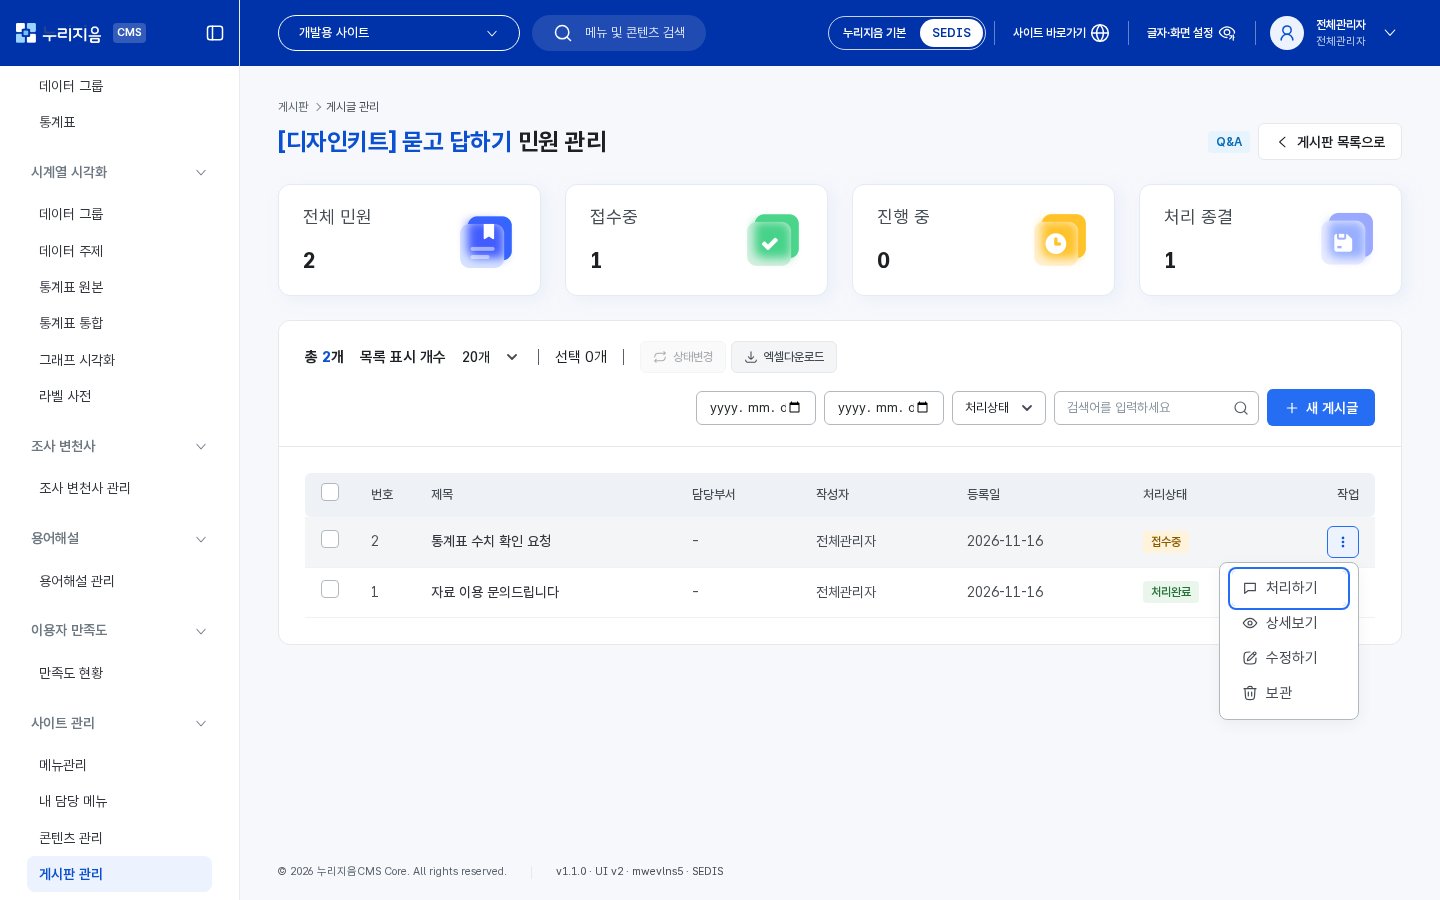 누리지음 CMS
개발용 사이트
메뉴 및 콘텐츠 검색
누리지음 기본 SEDIS
사이트 바로가기
글자·화면 설정
전체관리자
전체관리자
데이터 그룹
통계표
시계열 시각화
데이터 그룹
데이터 주제
통계표 원본
통계표 통합
그래프 시각화
라벨 사전
조사 변천사
조사 변천사 관리
용어해설
용어해설 관리
이용자 만족도
만족도 현황
사이트 관리
메뉴관리
내 담당 메뉴
콘텐츠 관리
게시판 관리
게시판 > 게시글 관리
[디자인키트] 묻고 답하기 민원 관리
Q&A
게시판 목록으로
전체 민원
2
접수중
1
진행 중
0
처리 종결
1
총 2개 목록 표시 개수 20개 선택 0개 상태변경 엑셀다운로드
yyyy. mm. d yyyy. mm. d 처리상태 검색어를 입력하세요 새 게시글
번호 제목 담당부서 작성자 등록일 처리상태 작업
2 통계표 수치 확인 요청 - 전체관리자 2026-11-16 접수중
1 자료 이용 문의드립니다 - 전체관리자 2026-11-16 처리완료
처리하기
상세보기
수정하기
보관
© 2026 누리지음CMS Core. All rights reserved.
v1.1.0 · UI v2 · mwevlns5 · SEDIS